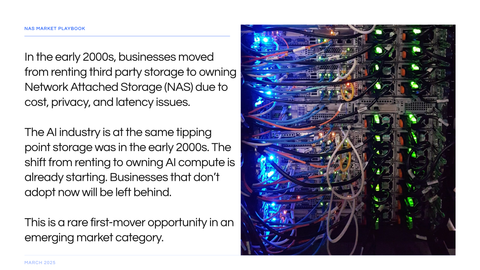 NAS MARKET PLAYBOOK
In the early 2000s, businesses moved
from renting third party storage to owning
Network Attached Storage (NAS) due to
cost, privacy, and latency issues.
The AI industry is at the same tipping
point storage was in the early 2000s. The
shift from renting to owning AI compute is
already starting. Businesses that don't
adopt now will be left behind.
This is a rare first-mover opportunity in an
emerging market category.
MARCH 2025